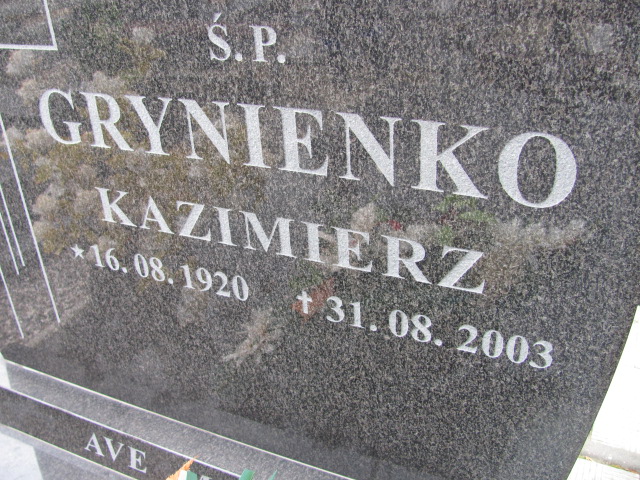 Ś.P.
GRYNIENKO
KAZIMIERZ
*16.08.1920 ✝31.08.2003
AVE